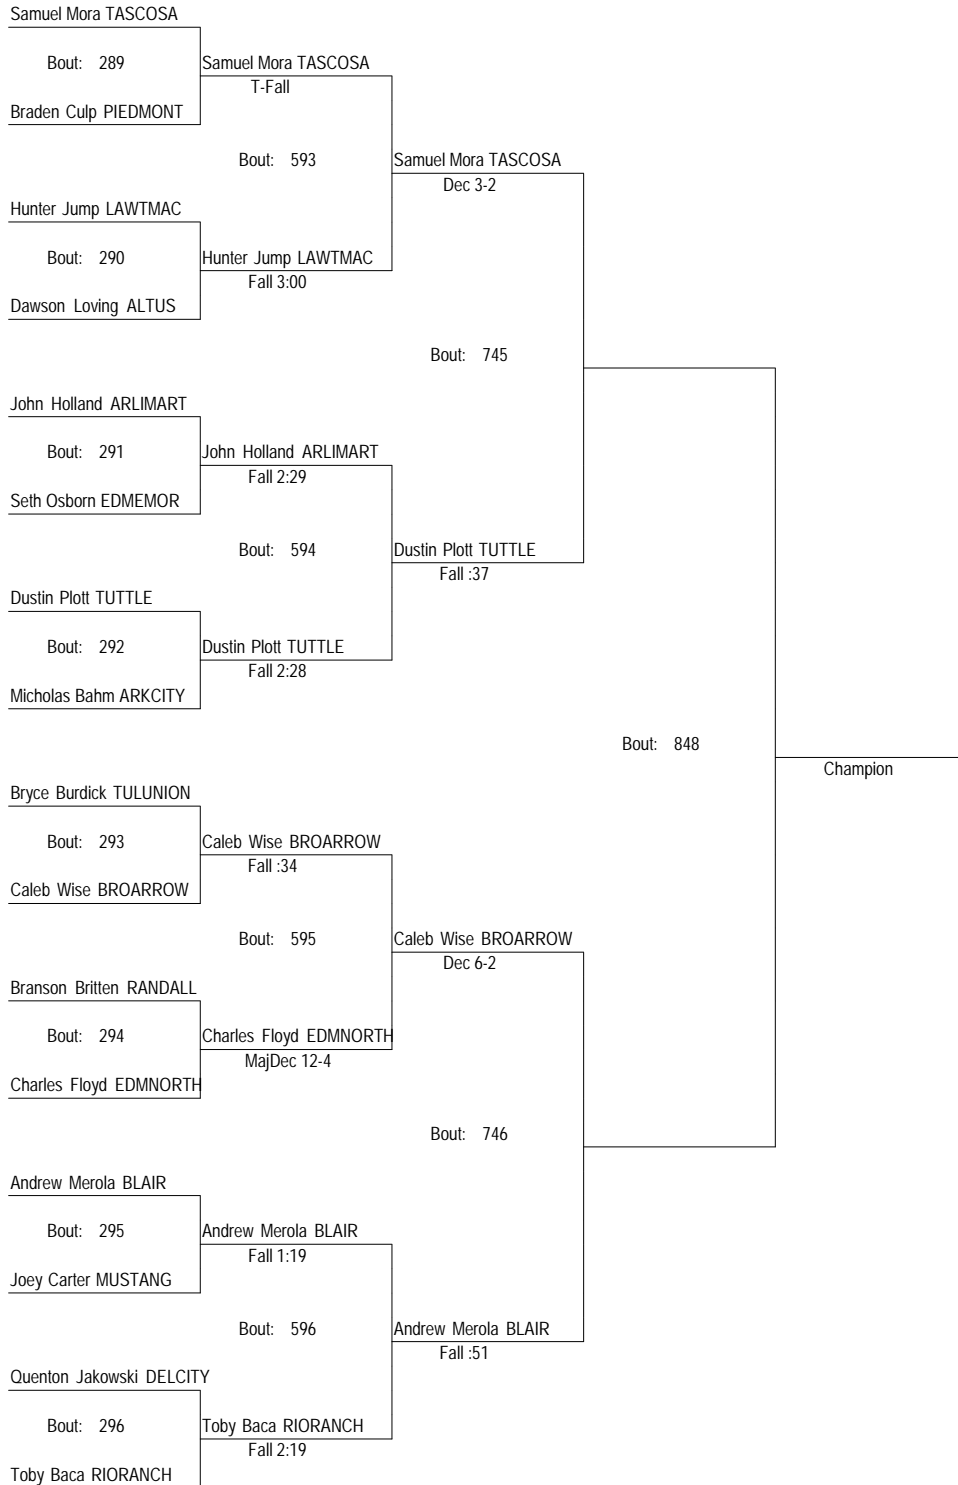 Samuel Mora TASCOSA
Bout: 289
Samuel Mora TASCOSA
T-Fall
Braden Culp PIEDMONT
Bout: 593
Samuel Mora TASCOSA
Dec 3-2
Hunter Jump LAWTMAC
Bout: 290
Hunter Jump LAWTMAC
Fall 3:00
Dawson Loving ALTUS
Bout: 745
John Holland ARLIMART
Bout: 291
John Holland ARLIMART
Fall 2:29
Seth Osborn EDMEMOR
Bout: 594
Dustin Plott TUTTLE
Fall :37
Dustin Plott TUTTLE
Bout: 292
Dustin Plott TUTTLE
Fall 2:28
Micholas Bahm ARKCITY
Bout: 848
Champion
Bryce Burdick TULUNION
Bout: 293
Caleb Wise BROARROW
Fall :34
Caleb Wise BROARROW
Bout: 595
Caleb Wise BROARROW
Dec 6-2
Branson Britten RANDALL
Bout: 294
Charles Floyd EDMNORTH
MajDec 12-4
Charles Floyd EDMNORTH
Bout: 746
Andrew Merola BLAIR
Bout: 295
Andrew Merola BLAIR
Fall 1:19
Joey Carter MUSTANG
Bout: 596
Andrew Merola BLAIR
Fall :51
Quenton Jakowski DELCITY
Bout: 296
Toby Baca RIORANCH
Fall 2:19
Toby Baca RIORANCH